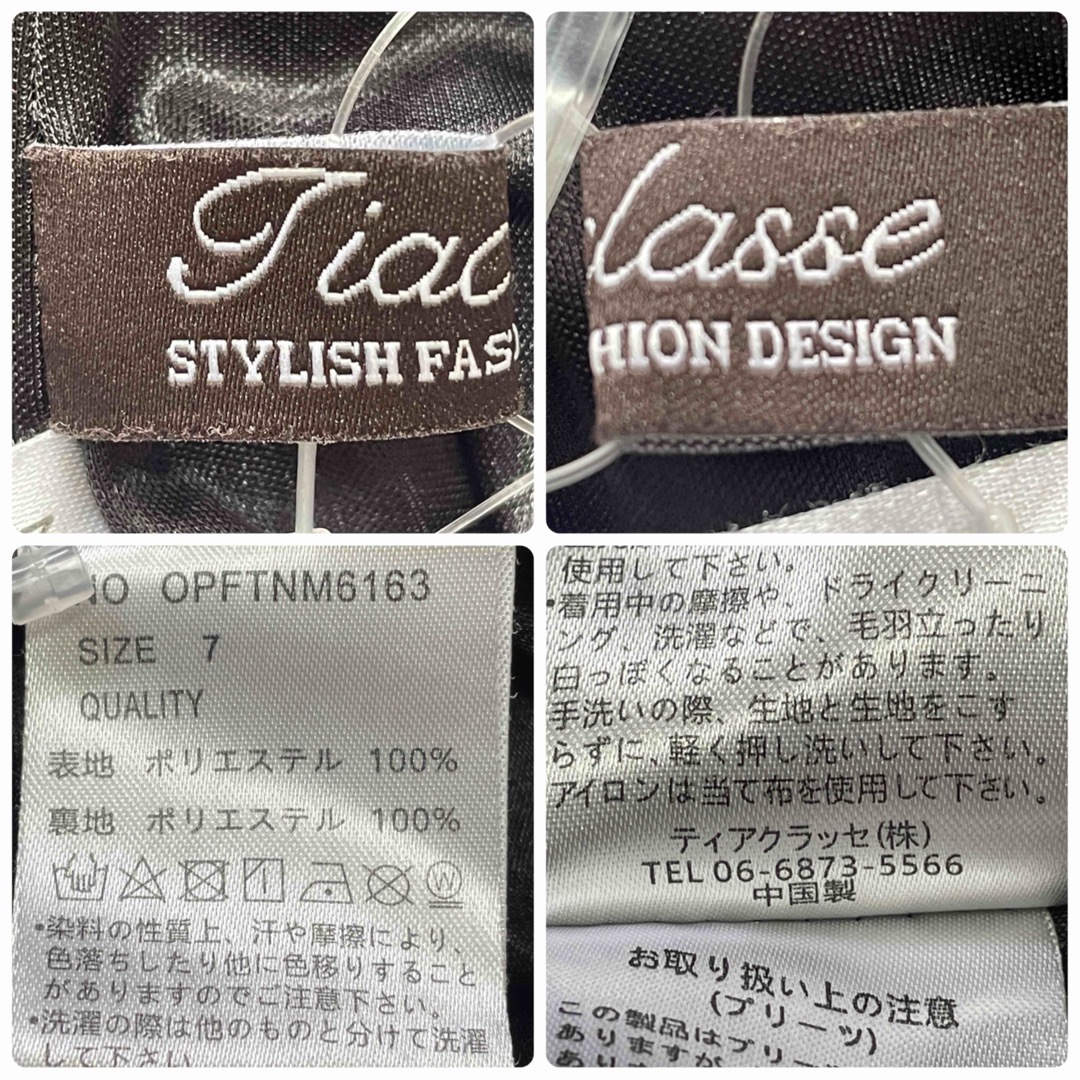 Tiac
STYLISH FAS
lasse
HION DESIGN
NO OPFTNM6163
SIZE 7
QUALITY
表地 ポリエステル 100%
裏地 ポリエステル 100%
W
•染料の性質上、汗や摩擦により、
色落ちしたり他に色移りすること
がありますのでご注意下さい。
•洗濯の際は他のものと分けて洗濯
して下さい
使用して下さい。
•着用中の摩擦や、ドライクリーニ
ング、洗濯などで、毛羽立ったり
白っぽくなることがあります。
手洗いの際、生地と生地をこす
らずに、軽く押し洗いして下さい。
アイロンは当て布を使用して下さい。
ティアクラッセ(株)
TEL 06-6873-5566
中国製
お取り扱い上の注意
(プリーツ)
この製品はプリー
ありますが